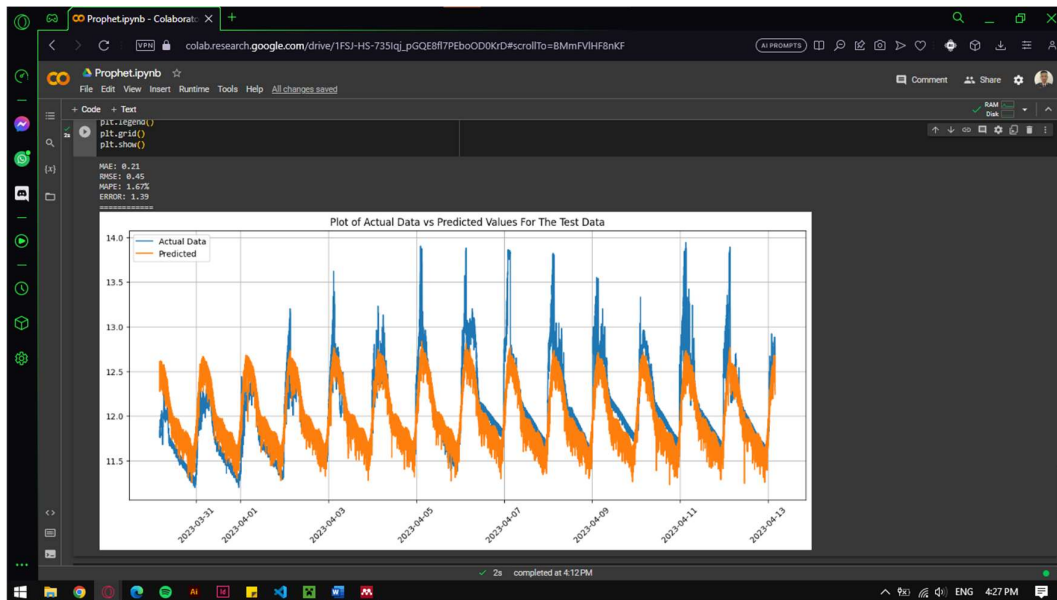 Prophet.ipynb - Colaborato
VPN colab.research.google.com/drive/1FSJ-HS-735Iqj_pGQE8fl7PEboOD0KrD#scrollTo=BMmFVlHF8nKF AI PROMPTS
CO Prophet.ipynb
Comment Share
File Edit View Insert Runtime Tools Help All changes saved
+ Code + Text
RAM
Disk
plt.legend()
2s plt.grid()
plt.show()
{x}
MAE: 0.21
RMSE: 0.45
MAPE: 1.67%
ERROR: 1.39
============
Plot of Actual Data vs Predicted Values For The Test Data
14.0
Actual Data
Predicted
13.5
13.0
12.5
12.0
11.5
2023-03-31 2023-04-01 2023-04-03 2023-04-05 2023-04-07 2023-04-09 2023-04-11 2023-04-13
2s completed at 4:12 PM
Ai Id W ENG 4:27 PM